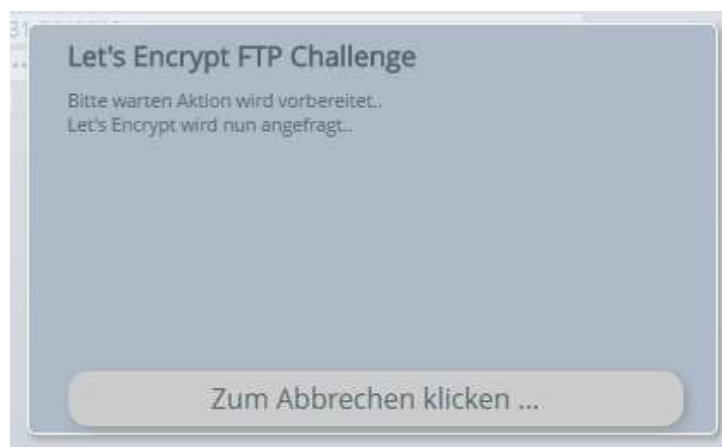 Let's Encrypt FTP Challenge
Bitte warten Aktion wird vorbereitet..
Let's Encrypt wird nun angefragt..
Zum Abbrechen klicken ...